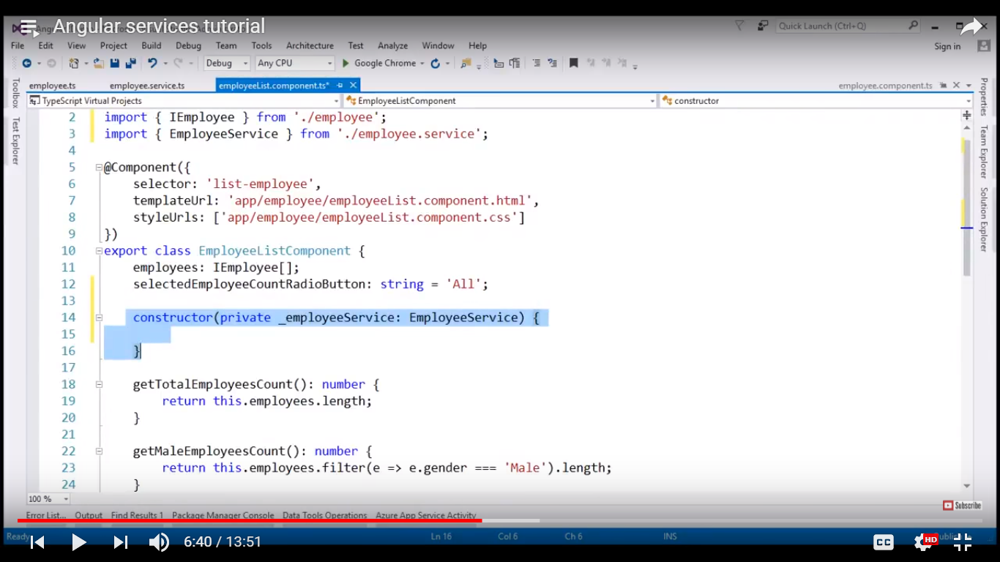 Angular services tutorial
Quick Launch (Ctrl+Q)
File Edit View Project Build Debug Team Tools Architecture Test Analyze Window Help
Sign in
Debug Any CPU Google Chrome
employee.ts employee.service.ts employeeList.component.ts* employee.component.ts
TypeScript Virtual Projects EmployeeListComponent constructor
Toolbox
Test Explorer
Properties
Team Explorer
Solution Explorer
2 import { IEmployee } from './employee';
3 import { EmployeeService } from './employee.service';
4
5 @Component({
6 selector: 'list-employee',
7 templateUrl: 'app/employee/employeeList.component.html',
8 styleUrls: ['app/employee/employeeList.component.css']
9 })
10 export class EmployeeListComponent {
11 employees: IEmployee[];
12 selectedEmployeeCountRadioButton: string = 'All';
13
14 constructor(private _employeeService: EmployeeService) {
15
16 }
17
18 getTotalEmployeesCount(): number {
19 return this.employees.length;
20 }
21
22 getMaleEmployeesCount(): number {
23 return this.employees.filter(e => e.gender === 'Male').length;
24 }
100 %
Subscribe
Error List... Output Find Results 1 Package Manager Console Data Tools Operations Azure App Service Activity
Ready Ln 16 Col 6 Ch 6 INS
6:40 / 13:51 CC HD